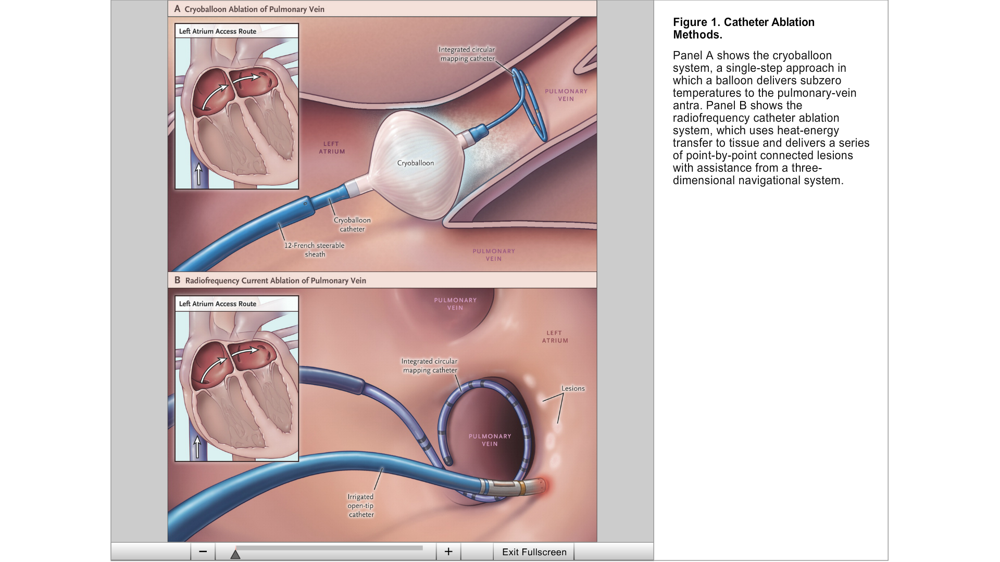 A Cryoballoon Ablation of Pulmonary Vein
Left Atrium Access Route
Integrated circular
mapping catheter
PULMONARY
VEIN
LEFT
ATRIUM
Cryoballoon
Cryoballoon
catheter
12-French steerable
sheath
PULMONARY
VEIN
B Radiofrequency Current Ablation of Pulmonary Vein
Left Atrium Access Route
PULMONARY
VEIN
LEFT
ATRIUM
Integrated circular
mapping catheter
Lesions
PULMONARY
VEIN
Irrigated
open-tip
catheter
− + Exit Fullscreen
Figure 1. Catheter Ablation
Methods.
Panel A shows the cryoballoon
system, a single-step approach in
which a balloon delivers subzero
temperatures to the pulmonary-vein
antra. Panel B shows the
radiofrequency catheter ablation
system, which uses heat-energy
transfer to tissue and delivers a series
of point-by-point connected lesions
with assistance from a three-
dimensional navigational system.